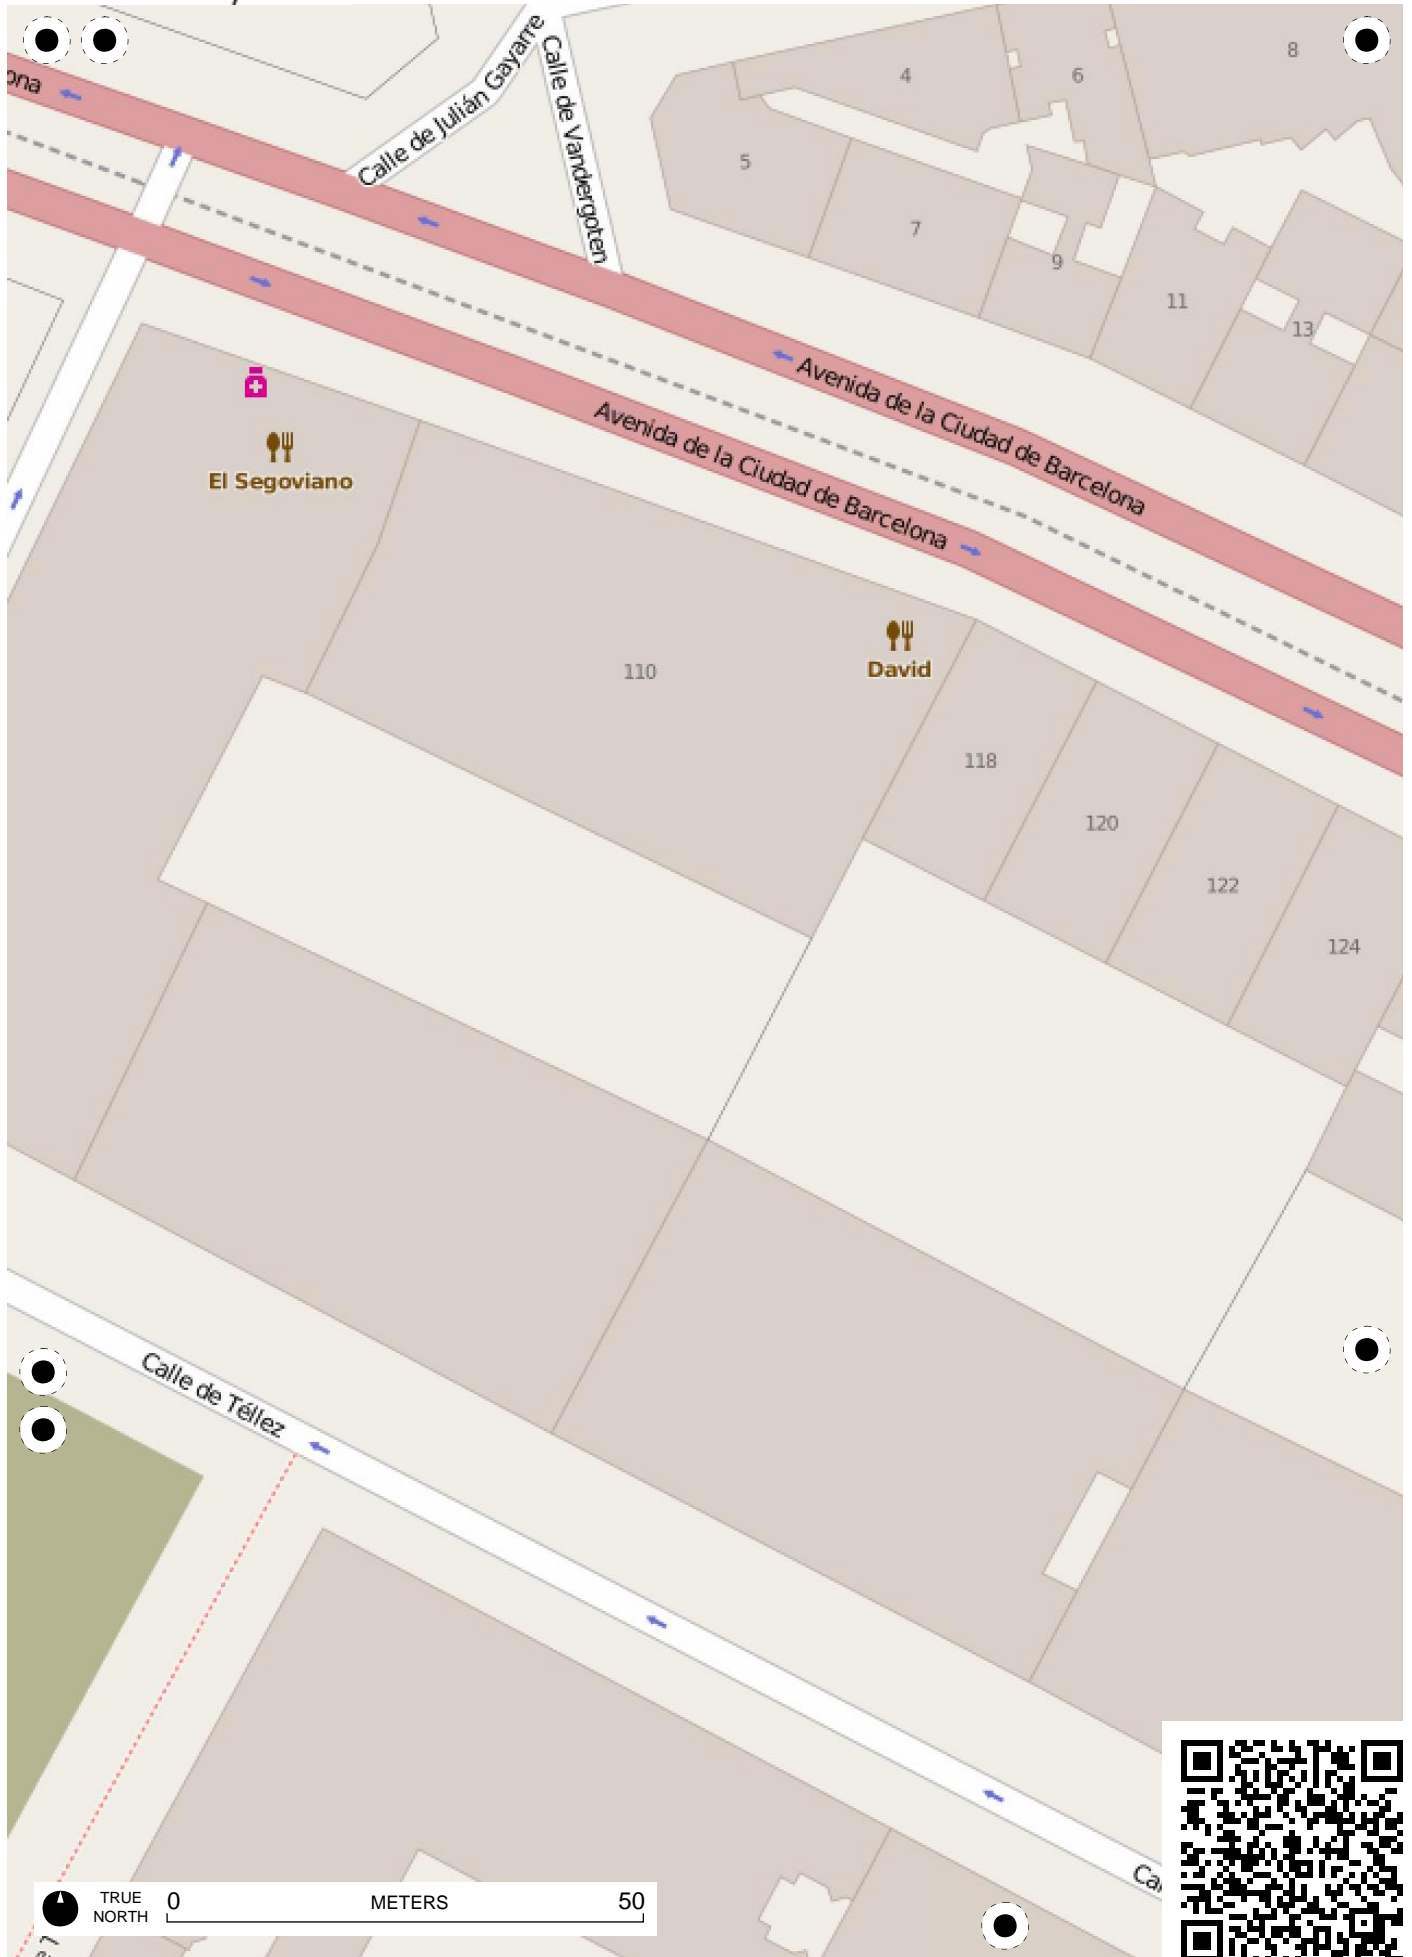 ona
Calle de Julián Gayarre
Calle de Vandergoten
4
6
8
5
7
9
11
13
Avenida de la Ciudad de Barcelona
Avenida de la Ciudad de Barcelona
El Segoviano
David
110
118
120
122
124
Calle de Téllez
Cal
TRUE
NORTH
0 METERS 50